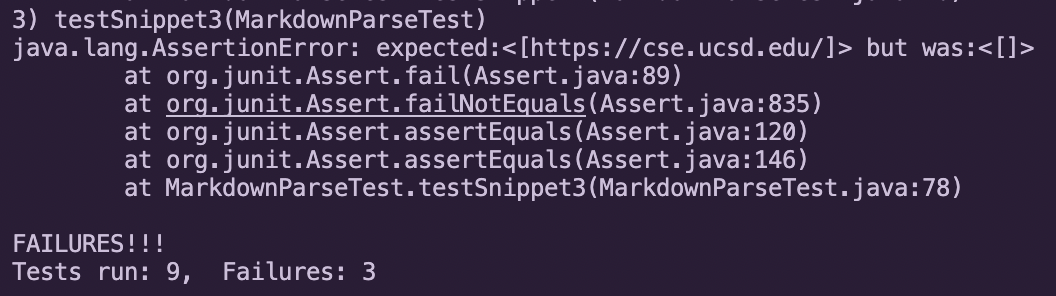 3) testSnippet3(MarkdownParseTest)
java.lang.AssertionError: expected:<[https://cse.ucsd.edu/]> but was:<[]>
at org.junit.Assert.fail(Assert.java:89)
at org.junit.Assert.failNotEquals(Assert.java:835)
at org.junit.Assert.assertEquals(Assert.java:120)
at org.junit.Assert.assertEquals(Assert.java:146)
at MarkdownParseTest.testSnippet3(MarkdownParseTest.java:78)
FAILURES!!!
Tests run: 9,  Failures: 3